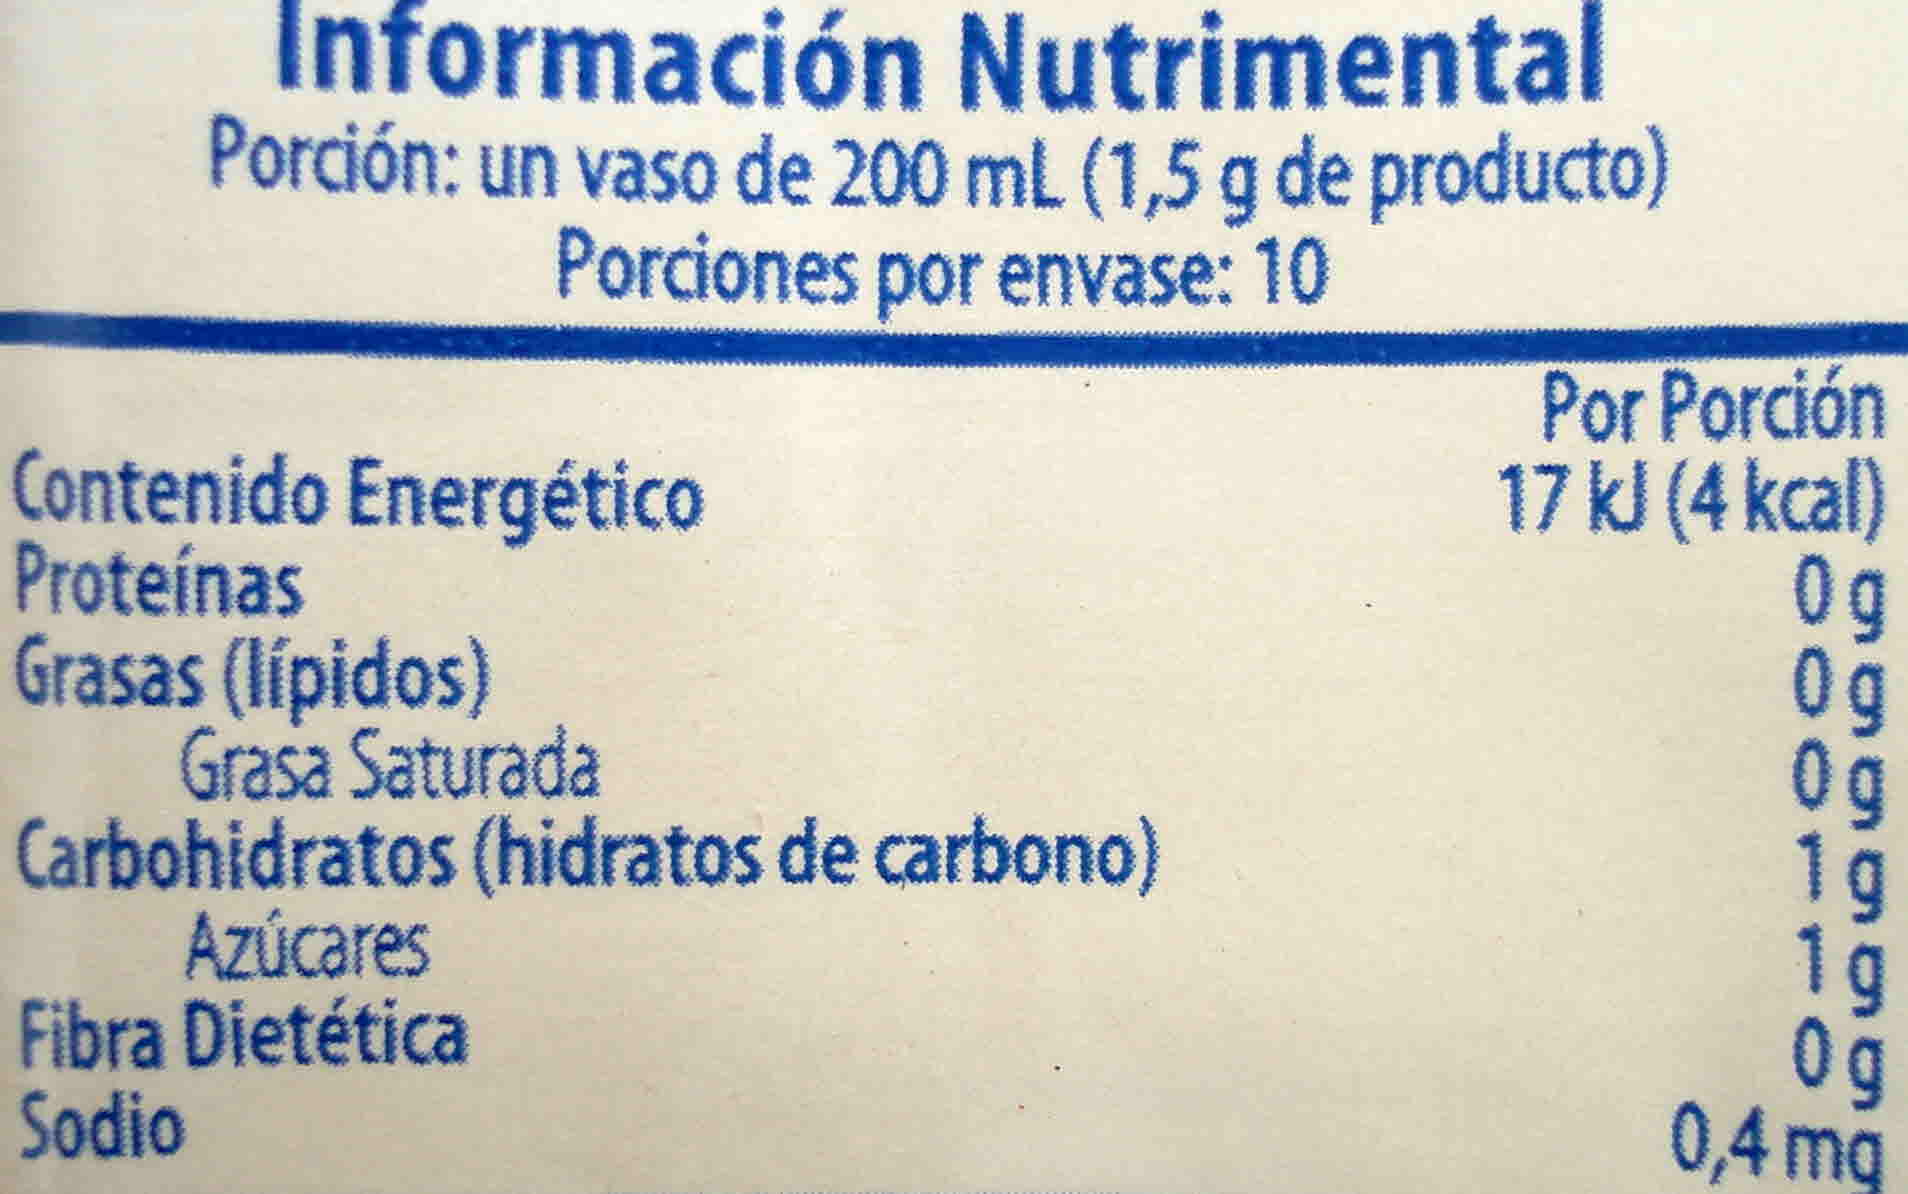 Información Nutrimental
Porción: un vaso de 200 mL (1,5 g de producto)
Porciones por envase: 10
Por Porción
Contenido Energético 17 kJ (4 kcal)
Proteínas 0 g
Grasas (lípidos) 0 g
Grasa Saturada 0 g
Carbohidratos (hidratos de carbono) 1 g
Azúcares 1 g
Fibra Dietética 0 g
Sodio 0,4 mg